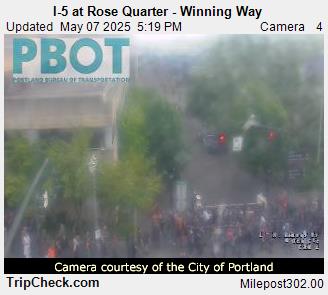 I-5 at Rose Quarter - Winning Way
Updated May 07 2025 5:19 PM Camera 4
PBOT
PORTLAND BUREAU OF TRANSPORTATION
Camera courtesy of the City of Portland
TripCheck.com Milepost302.00